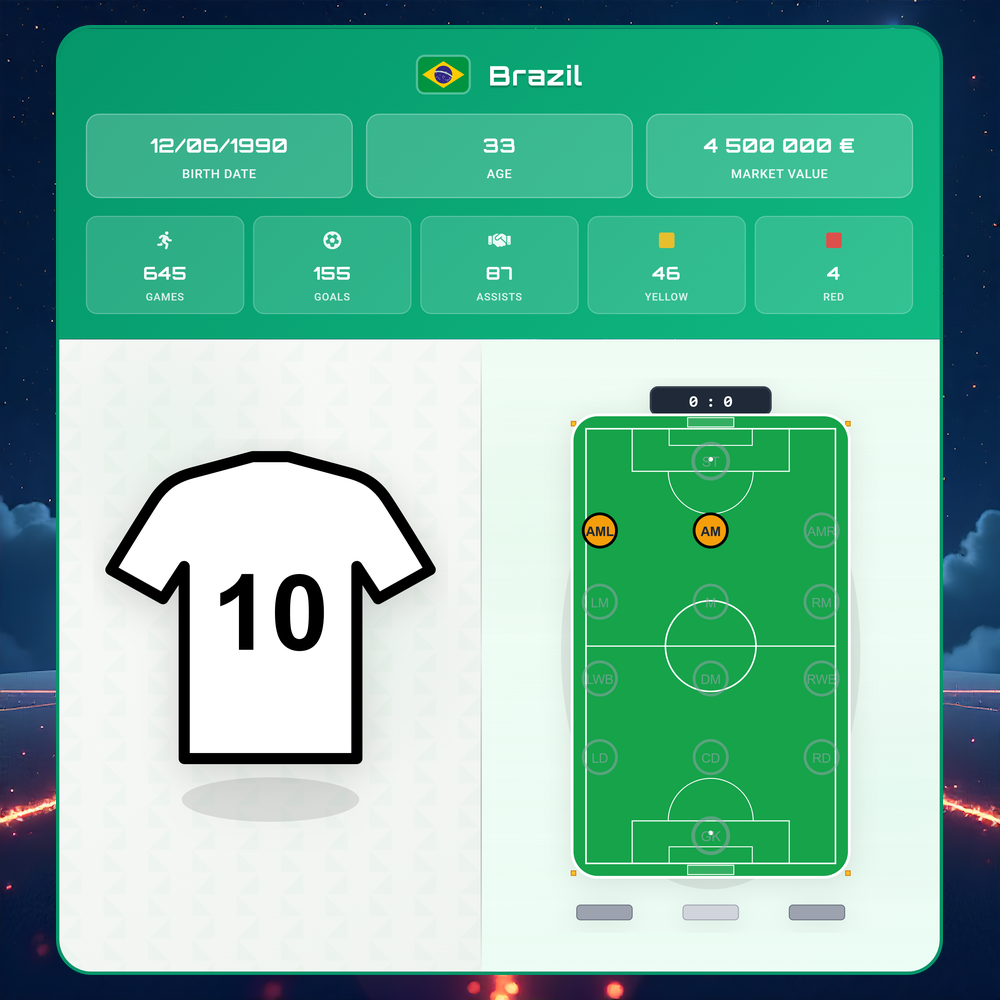 Brazil
12/06/1990
BIRTH DATE
33
AGE
4 500 000 €
MARKET VALUE
645
GAMES
155
GOALS
87
ASSISTS
46
YELLOW
4
RED
10
0 : 0
ST
AML AM AMR
LM M RM
LWB DM RWB
LD CD RD
GK